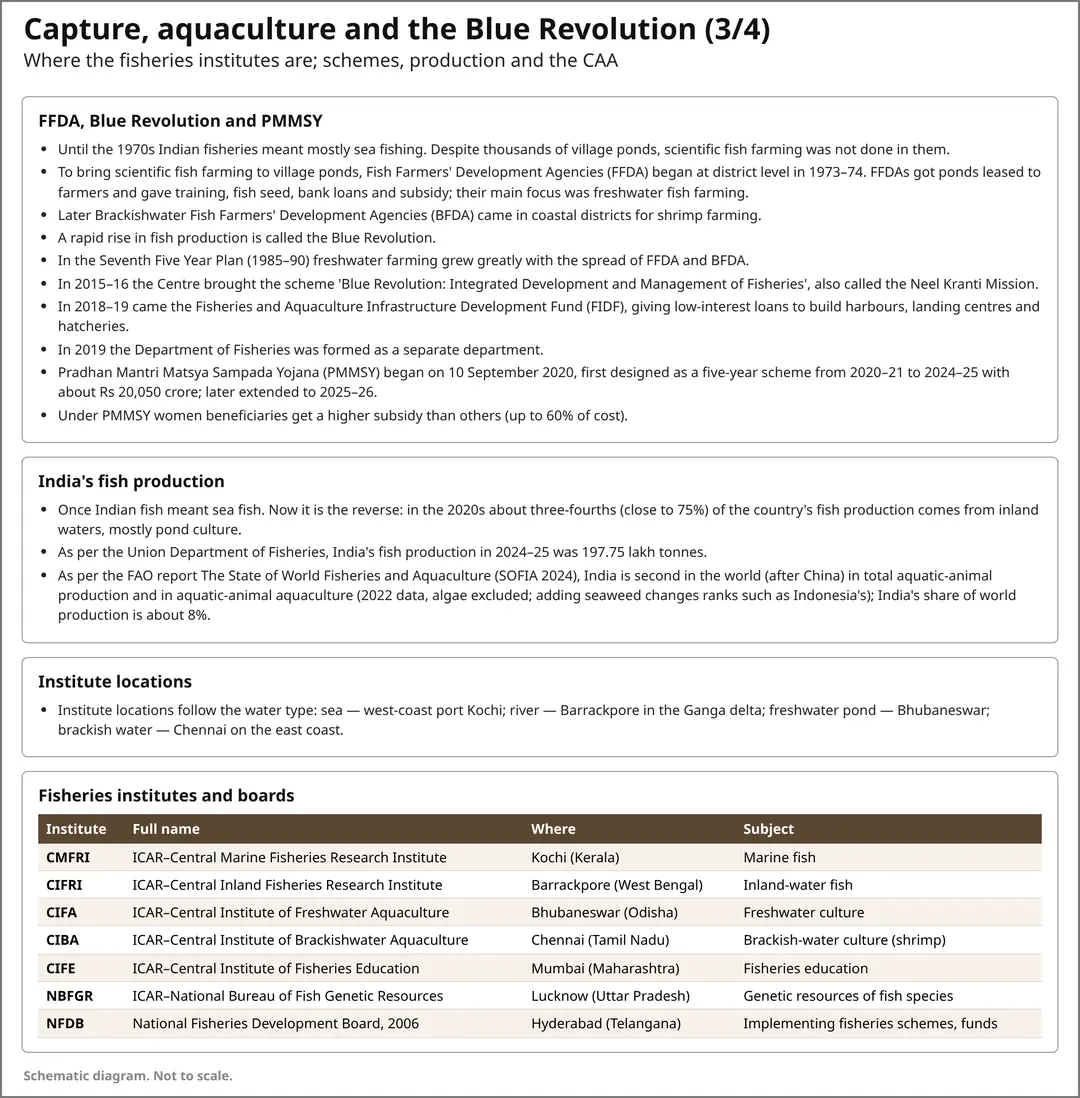 Capture, aquaculture and the Blue Revolution (3/4)
Where the fisheries institutes are; schemes, production and the CAA
FFDA, Blue Revolution and PMMSY
• Until the 1970s Indian fisheries meant mostly sea fishing. Despite thousands of village ponds, scientific fish farming was not done in them.
• To bring scientific fish farming to village ponds, Fish Farmers' Development Agencies (FFDA) began at district level in 1973–74. FFDAs got ponds leased to
farmers and gave training, fish seed, bank loans and subsidy; their main focus was freshwater fish farming.
• Later Brackishwater Fish Farmers' Development Agencies (BFDA) came in coastal districts for shrimp farming.
• A rapid rise in fish production is called the Blue Revolution.
• In the Seventh Five Year Plan (1985–90) freshwater farming grew greatly with the spread of FFDA and BFDA.
• In 2015–16 the Centre brought the scheme 'Blue Revolution: Integrated Development and Management of Fisheries', also called the Neel Kranti Mission.
• In 2018–19 came the Fisheries and Aquaculture Infrastructure Development Fund (FIDF), giving low-interest loans to build harbours, landing centres and
hatcheries.
• In 2019 the Department of Fisheries was formed as a separate department.
• Pradhan Mantri Matsya Sampada Yojana (PMMSY) began on 10 September 2020, first designed as a five-year scheme from 2020–21 to 2024–25 with
about Rs 20,050 crore; later extended to 2025–26.
• Under PMMSY women beneficiaries get a higher subsidy than others (up to 60% of cost).
India's fish production
• Once Indian fish meant sea fish. Now it is the reverse: in the 2020s about three-fourths (close to 75%) of the country's fish production comes from inland
waters, mostly pond culture.
• As per the Union Department of Fisheries, India's fish production in 2024–25 was 197.75 lakh tonnes.
• As per the FAO report The State of World Fisheries and Aquaculture (SOFIA 2024), India is second in the world (after China) in total aquatic-animal
production and in aquatic-animal aquaculture (2022 data, algae excluded; adding seaweed changes ranks such as Indonesia's); India's share of world
production is about 8%.
Institute locations
• Institute locations follow the water type: sea — west-coast port Kochi; river — Barrackpore in the Ganga delta; freshwater pond — Bhubaneswar;
brackish water — Chennai on the east coast.
Fisheries institutes and boards
Institute Full name Where Subject
CMFRI ICAR–Central Marine Fisheries Research Institute Kochi (Kerala) Marine fish
CIFRI ICAR–Central Inland Fisheries Research Institute Barrackpore (West Bengal) Inland-water fish
CIFA ICAR–Central Institute of Freshwater Aquaculture Bhubaneswar (Odisha) Freshwater culture
CIBA ICAR–Central Institute of Brackishwater Aquaculture Chennai (Tamil Nadu) Brackish-water culture (shrimp)
CIFE ICAR–Central Institute of Fisheries Education Mumbai (Maharashtra) Fisheries education
NBFGR ICAR–National Bureau of Fish Genetic Resources Lucknow (Uttar Pradesh) Genetic resources of fish species
NFDB National Fisheries Development Board, 2006 Hyderabad (Telangana) Implementing fisheries schemes, funds
Schematic diagram. Not to scale.